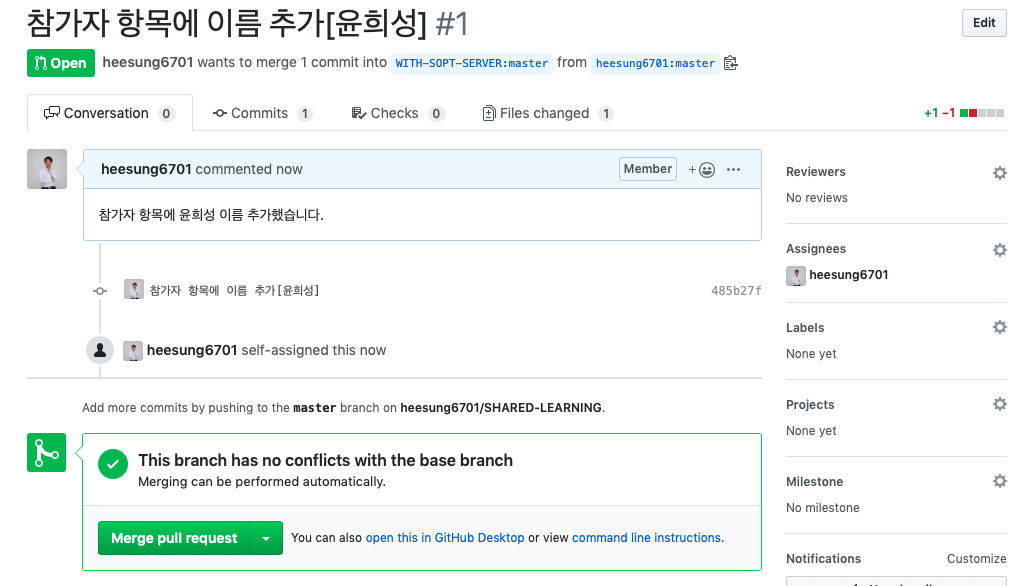 참가자 항목에 이름 추가[윤희성] #1
Edit
Open heesung6701 wants to merge 1 commit into WITH-SOPT-SERVER:master from heesung6701:master
Conversation 0 Commits 1 Checks 0 Files changed 1 +1 −1
heesung6701 commented now Member
참가자 항목에 윤희성 이름 추가했습니다.
참가자 항목에 이름 추가[윤희성] 485b27f
heesung6701 self-assigned this now
Add more commits by pushing to the master branch on heesung6701/SHARED-LEARNING.
This branch has no conflicts with the base branch
Merging can be performed automatically.
Merge pull request You can also open this in GitHub Desktop or view command line instructions.
Reviewers
No reviews
Assignees
heesung6701
Labels
None yet
Projects
None yet
Milestone
No milestone
Notifications Customize